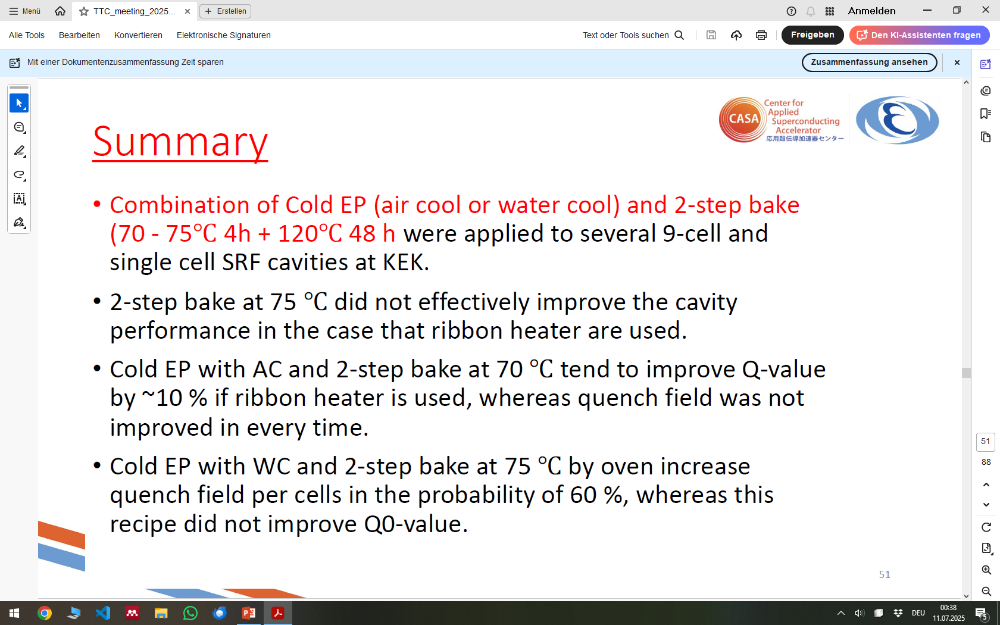 Menü
TTC_meeting_2025...
Erstellen
Anmelden
Alle Tools
Bearbeiten
Konvertieren
Elektronische Signaturen
Text oder Tools suchen
Freigeben
Den KI-Assistenten fragen
Mit einer Dokumentenzusammenfassung Zeit sparen
Zusammenfassung ansehen
CASA
Center for
Applied
Superconducting
Accelerator
応用超伝導加速器センター
Summary
• Combination of Cold EP (air cool or water cool) and 2-step bake
(70 - 75℃ 4h + 120℃ 48 h were applied to several 9-cell and
single cell SRF cavities at KEK.
• 2-step bake at 75 ℃ did not effectively improve the cavity
performance in the case that ribbon heater are used.
• Cold EP with AC and 2-step bake at 70 ℃ tend to improve Q-value
by ~10 % if ribbon heater is used, whereas quench field was not
improved in every time.
• Cold EP with WC and 2-step bake at 75 ℃ by oven increase
quench field per cells in the probability of 60 %, whereas this
recipe did not improve Q0-value.
51
51
88
DEU
00:38
11.07.2025
5